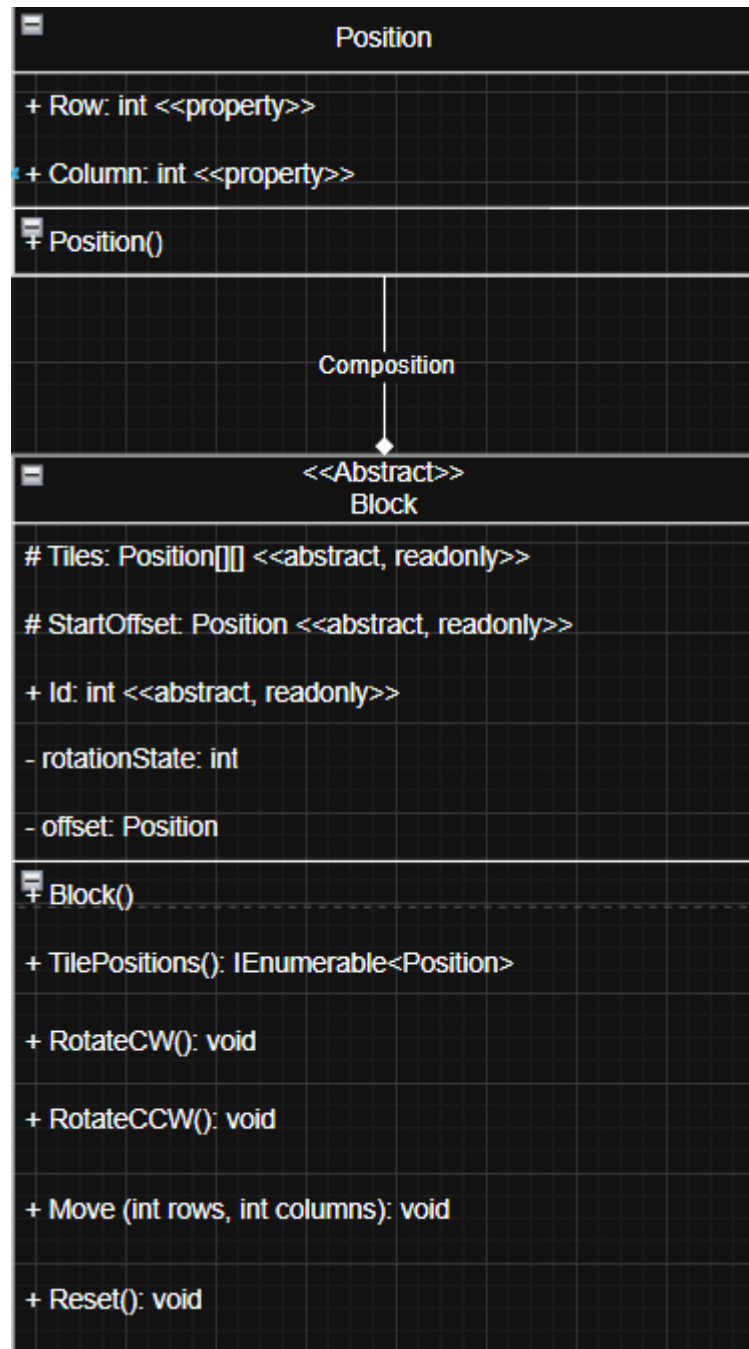 Position
+ Row: int <<property>>
+ Column: int <<property>>
+ Position()
Composition
<<Abstract>>
Block
# Tiles: Position[][] <<abstract, readonly>>
# StartOffset: Position <<abstract, readonly>>
+ Id: int <<abstract, readonly>>
- rotationState: int
- offset: Position
+ Block()
+ TilePositions(): IEnumerable<Position>
+ RotateCW(): void
+ RotateCCW(): void
+ Move (int rows, int columns): void
+ Reset(): void